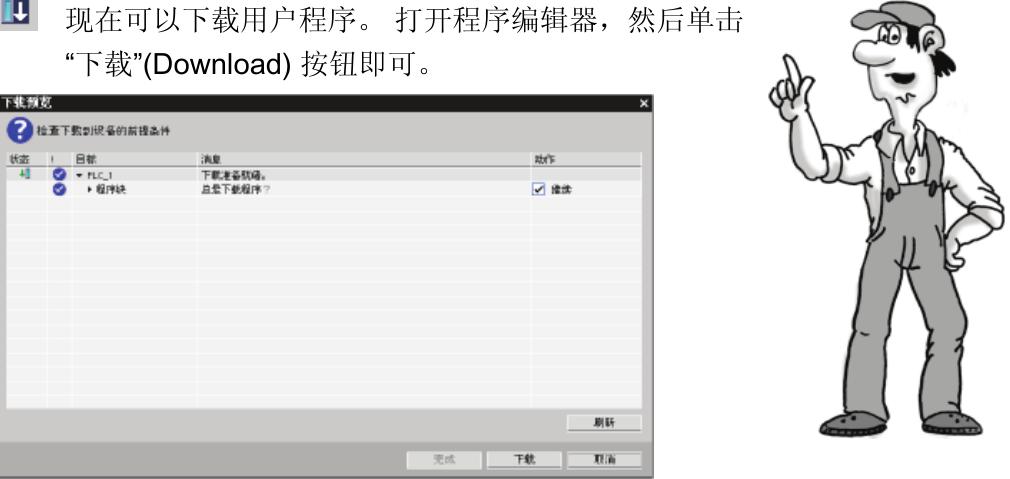 现在可以下载用户程序。 打开程序编辑器，然后单击
“下载”(Download) 按钮即可。
下载预览
检查下载到设备的前提条件
状态 ! 目标 消息 动作
PLC_1 下载准备就绪。
程序块 总是下载程序？ 继续
刷新
完成 下载 取消